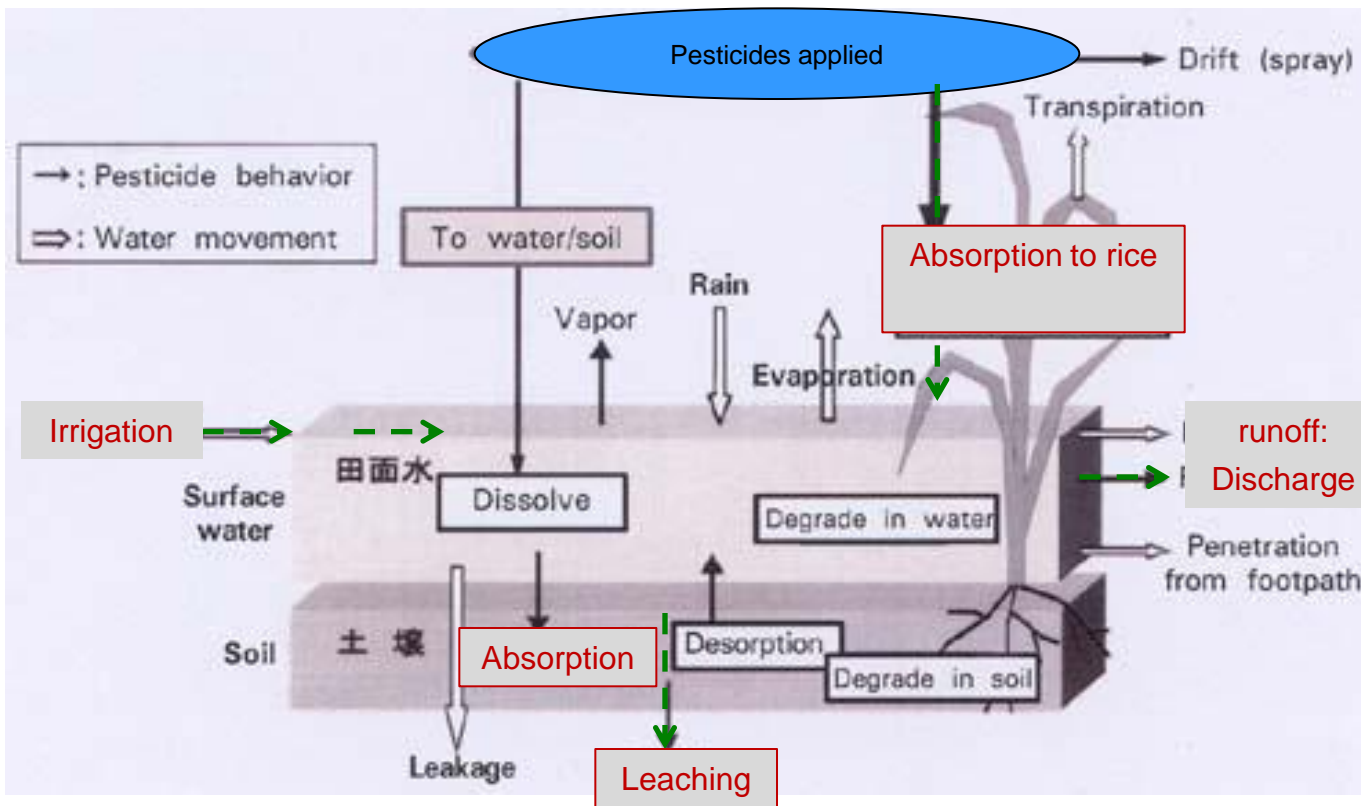 Pesticides applied
Drift (spray)
Transpiration
→: Pesticide behavior
⇒: Water movement
To water/soil
Absorption to rice
Rain
Vapor
Evaporation
Irrigation
runoff:
田面水
Discharge
Surface
water
Dissolve
Degrade in water
Penetration
from footpath
Soil
土壌
Absorption
Desorption
Degrade in soil
Leakage
Leaching